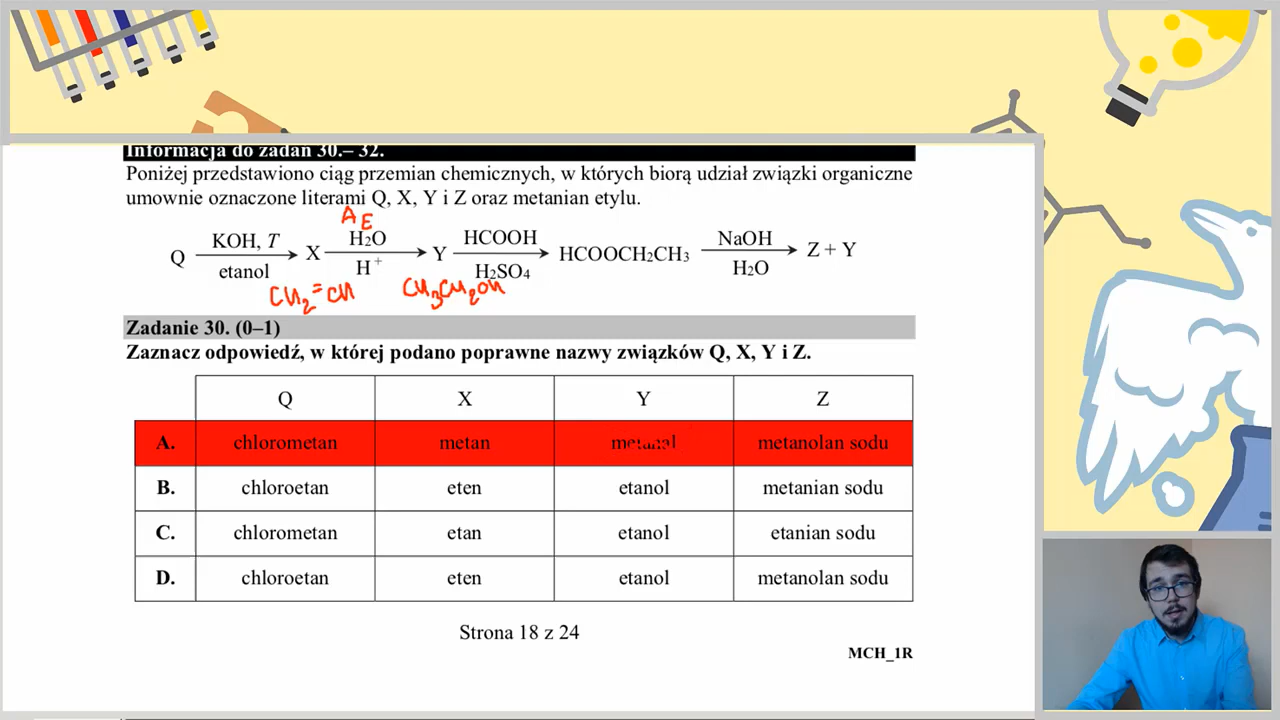 Informacja do zadań 30.– 32.
Poniżej przedstawiono ciąg przemian chemicznych, w których biorą udział związki organiczne
umownie oznaczone literami Q, X, Y i Z oraz metanian etylu.
A E
Q KOH, T etanol X H2O H+ Y HCOOH H2SO4 HCOOCH2CH3 NaOH H2O Z + Y
CH2=CH CH3CH2OH
Zadanie 30. (0–1)
Zaznacz odpowiedź, w której podano poprawne nazwy związków Q, X, Y i Z.
Q X Y Z
A. chlorometan metan metanal metanolan sodu
B. chloroetan eten etanol metanian sodu
C. chlorometan etan etanol etanian sodu
D. chloroetan eten etanol metanolan sodu
Strona 18 z 24
MCH_1R